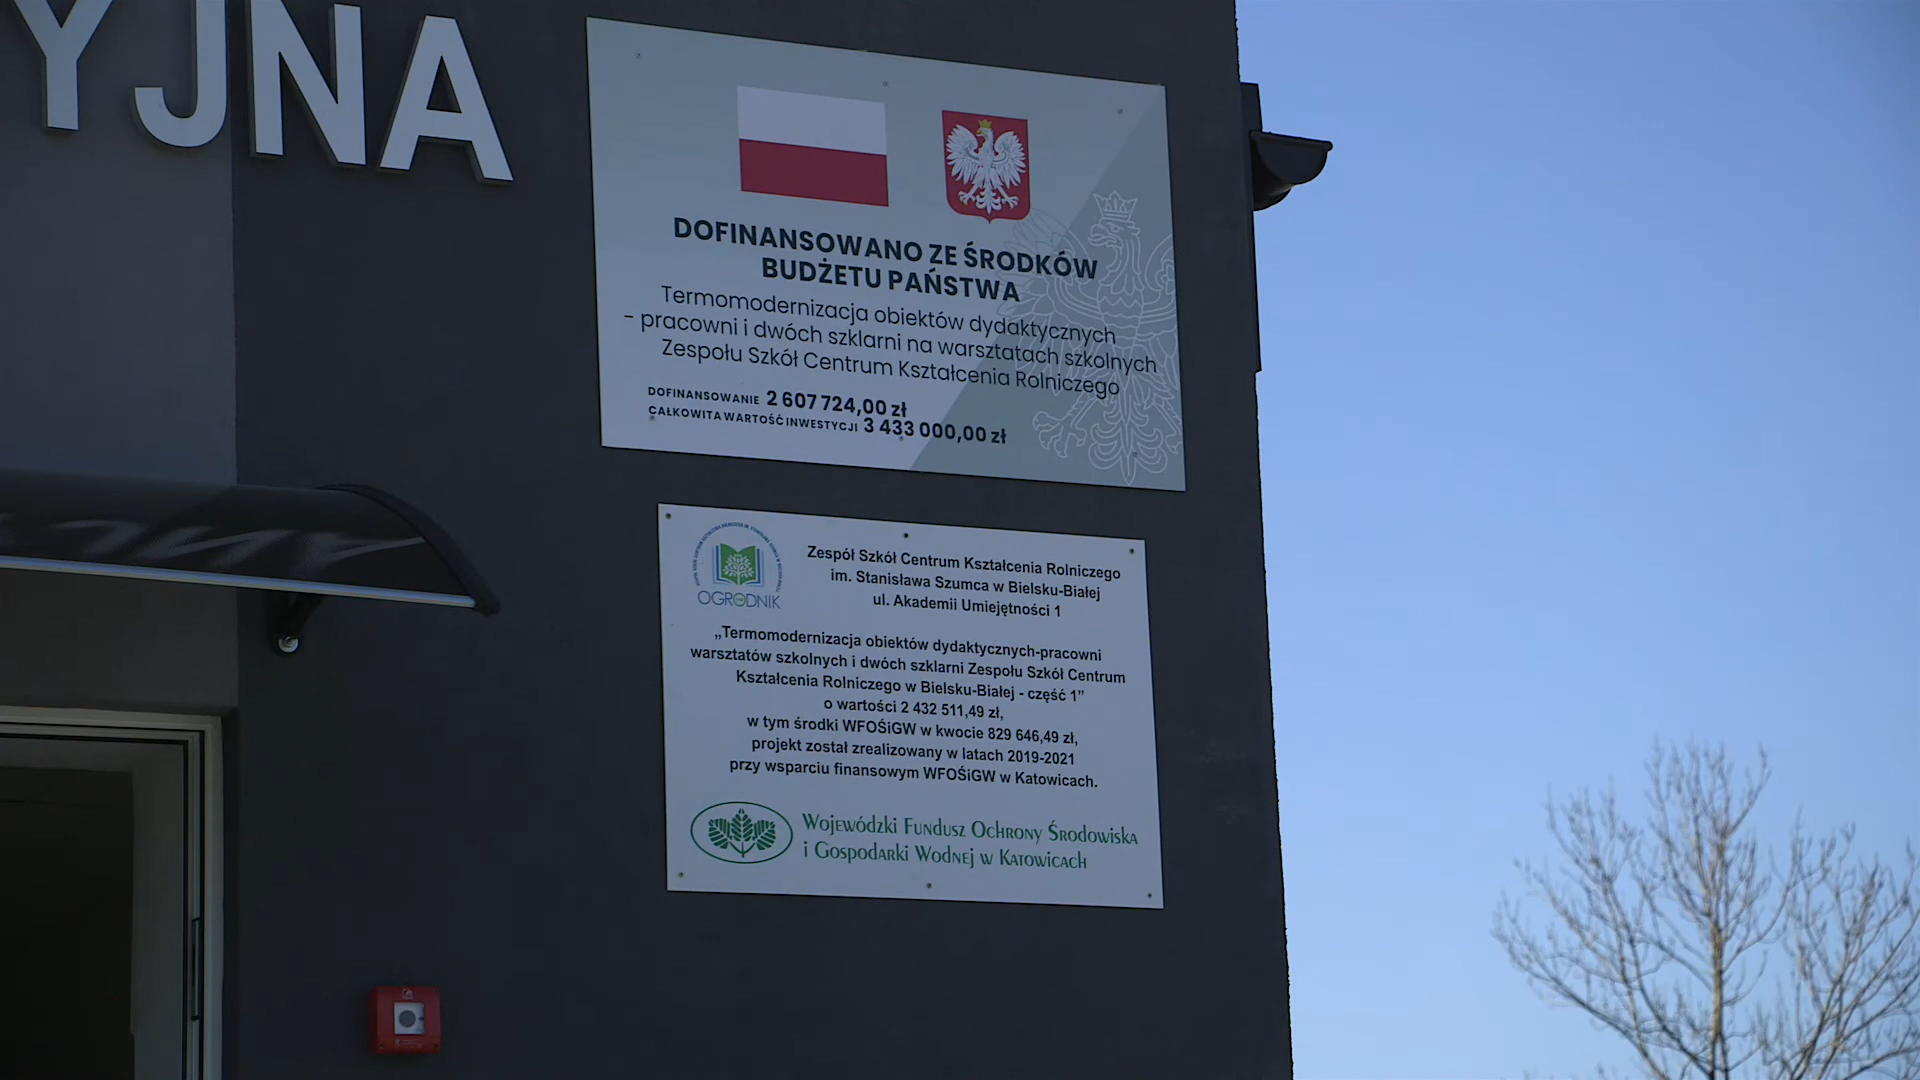 YJNA
DOFINANSOWANO ZE ŚRODKÓW
BUDŻETU PAŃSTWA
Termomodernizacja obiektów dydaktycznych
- pracowni i dwóch szklarni na warsztatach szkolnych
Zespołu Szkół Centrum Kształcenia Rolniczego
DOFINANSOWANIE 2 607 724,00 zł
CAŁKOWITA WARTOŚĆ INWESTYCJI 3 433 000,00 zł
OGRODNIK
Zespół Szkół Centrum Kształcenia Rolniczego
im. Stanisława Szumca w Bielsku-Białej
ul. Akademii Umiejętności 1
„Termomodernizacja obiektów dydaktycznych-pracowni
warsztatów szkolnych i dwóch szklarni Zespołu Szkół Centrum
Kształcenia Rolniczego w Bielsku-Białej - część 1”
o wartości 2 432 511,49 zł,
w tym środki WFOŚiGW w kwocie 829 646,49 zł,
projekt został zrealizowany w latach 2019-2021
przy wsparciu finansowym WFOŚiGW w Katowicach.
Wojewódzki Fundusz Ochrony Środowiska
i Gospodarki Wodnej w Katowicach